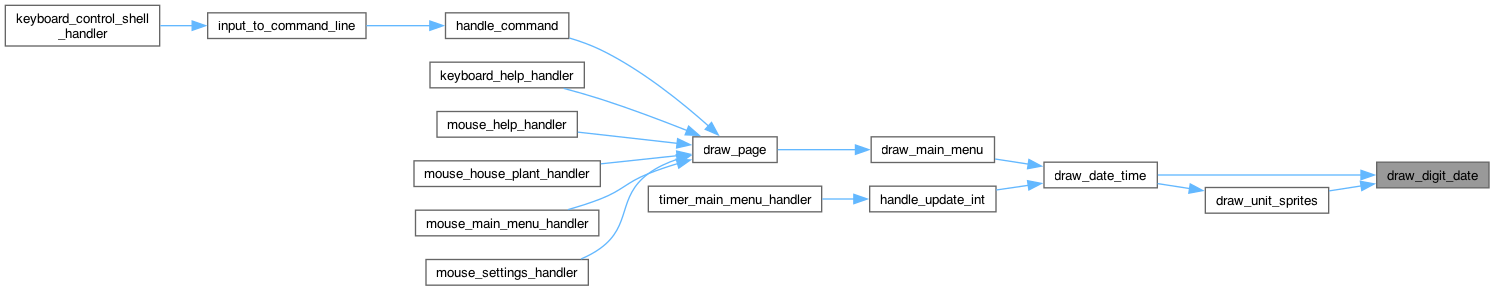 keyboard_control_shell
_handler
input_to_command_line
handle_command
keyboard_help_handler
mouse_help_handler
mouse_house_plant_handler
mouse_main_menu_handler
mouse_settings_handler
draw_page
timer_main_menu_handler
draw_main_menu
handle_update_int
draw_date_time
draw_unit_sprites
draw_digit_date